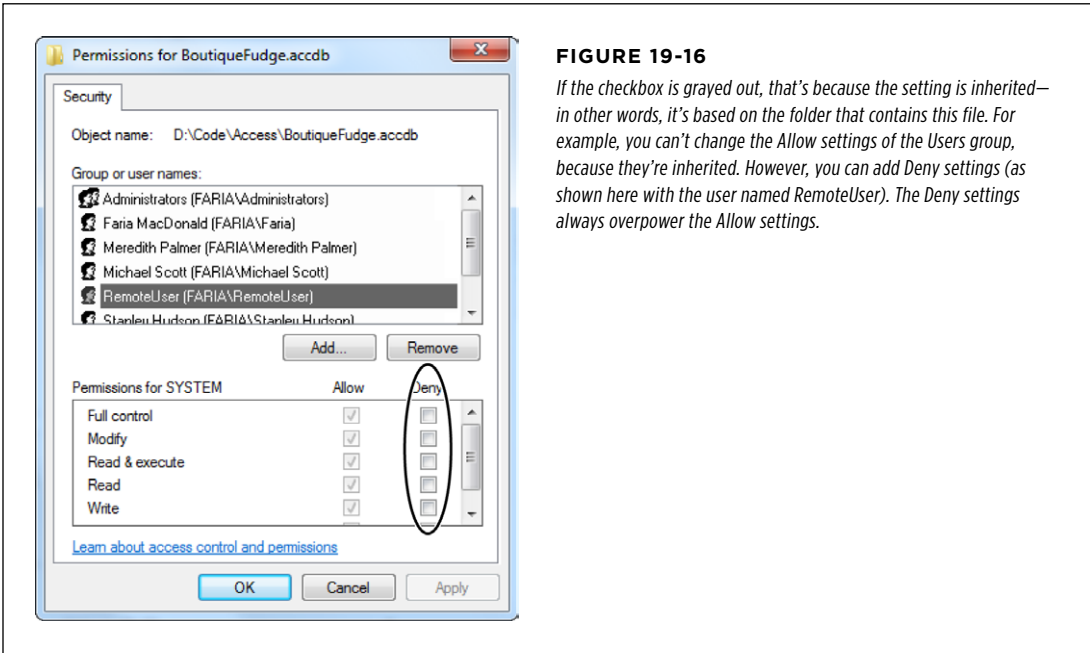 Permissions for BoutiqueFudge.accdb
Security
Object name: D:\Code\Access\BoutiqueFudge.accdb
Group or user names:
Administrators (FARIA\Administrators)
Faria MacDonald (FARIA\Faria)
Meredith Palmer (FARIA\Meredith Palmer)
Michael Scott (FARIA\Michael Scott)
RemoteUser (FARIA\RemoteUser)
Stanley Hudson (FARIA\Stanley Hudson)
Add... Remove
Permissions for SYSTEM Allow Deny
Full control
Modify
Read & execute
Read
Write
Learn about access control and permissions
OK Cancel Apply
FIGURE 19-16
If the checkbox is grayed out, that's because the setting is inherited—
in other words, it's based on the folder that contains this file. For
example, you can't change the Allow settings of the Users group,
because they're inherited. However, you can add Deny settings (as
shown here with the user named RemoteUser). The Deny settings
always overpower the Allow settings.